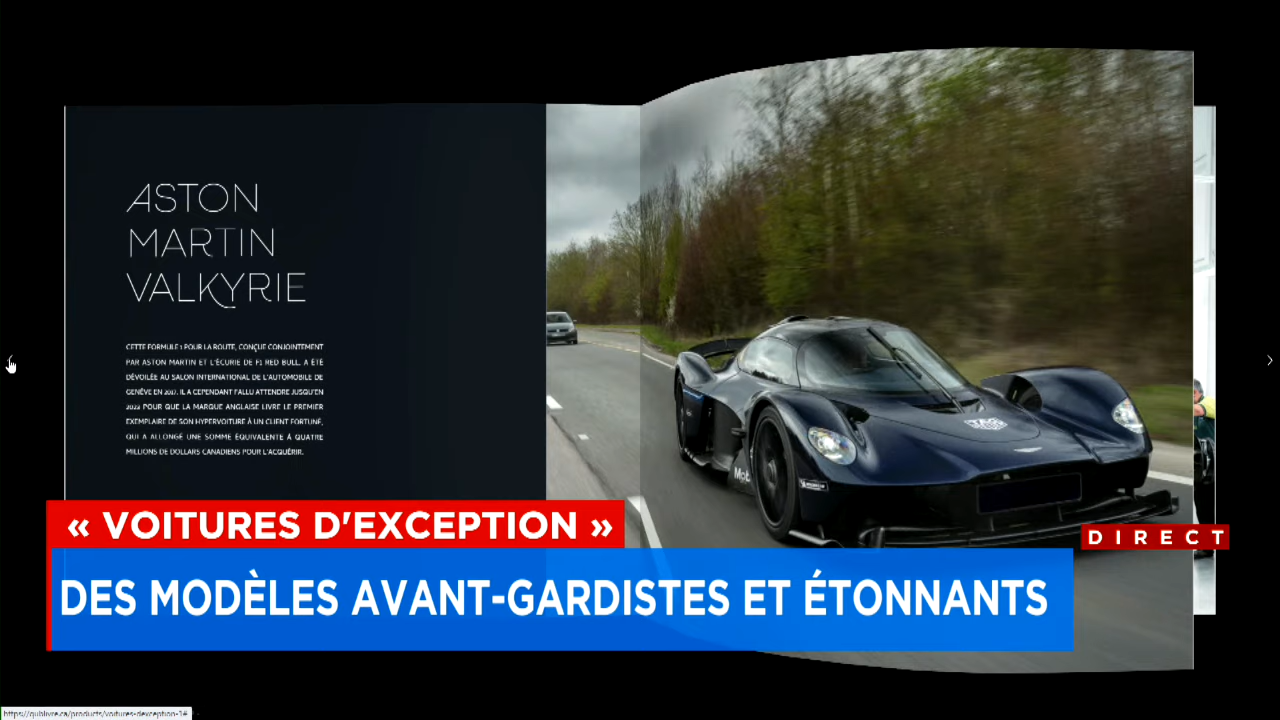 ASTON
MARTIN
VALKYRIE
CETTE FORMULE 1 POUR LA ROUTE, CONÇUE CONJOINTEMENT
PAR ASTON MARTIN ET L'ÉCURIE DE F1 RED BULL, A ÉTÉ
DÉVOILÉE AU SALON INTERNATIONAL DE L'AUTOMOBILE DE
GENÈVE EN 2017. IL A CEPENDANT FALLU ATTENDRE JUSQU'EN
2022 POUR QUE LA MARQUE ANGLAISE LIVRE LE PREMIER
EXEMPLAIRE DE SON HYPERVOITURE À UN CLIENT FORTUNÉ,
QUI A ALLONGÉ UNE SOMME ÉQUIVALENTE À QUATRE
MILLIONS DE DOLLARS CANADIENS POUR L'ACQUÉRIR.
Mob
« VOITURES D'EXCEPTION »
DIRECT
DES MODÈLES AVANT-GARDISTES ET ÉTONNANTS
https://qublivre.ca/products/voitures-dexception-1#